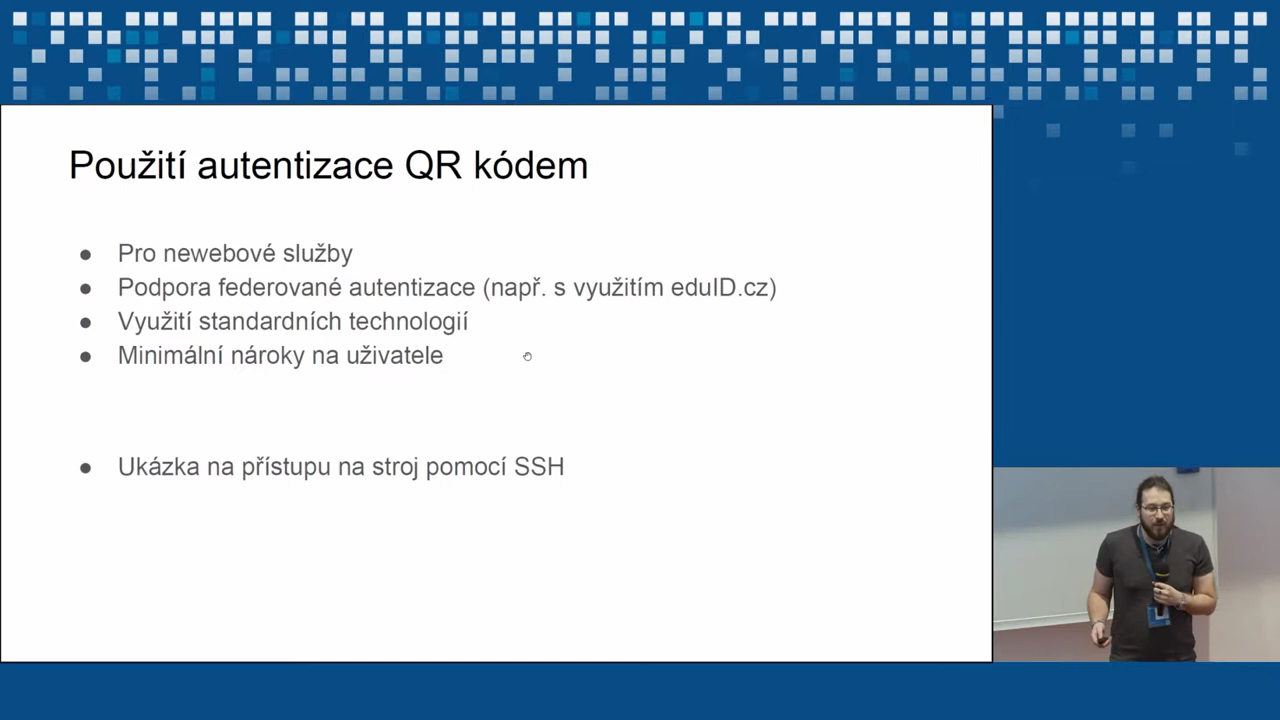 Použití autentizace QR kódem
● Pro newebové služby
● Podpora federované autentizace (např. s využitím eduID.cz)
● Využití standardních technologií
● Minimální nároky na uživatele
● Ukázka na přístupu na stroj pomocí SSH